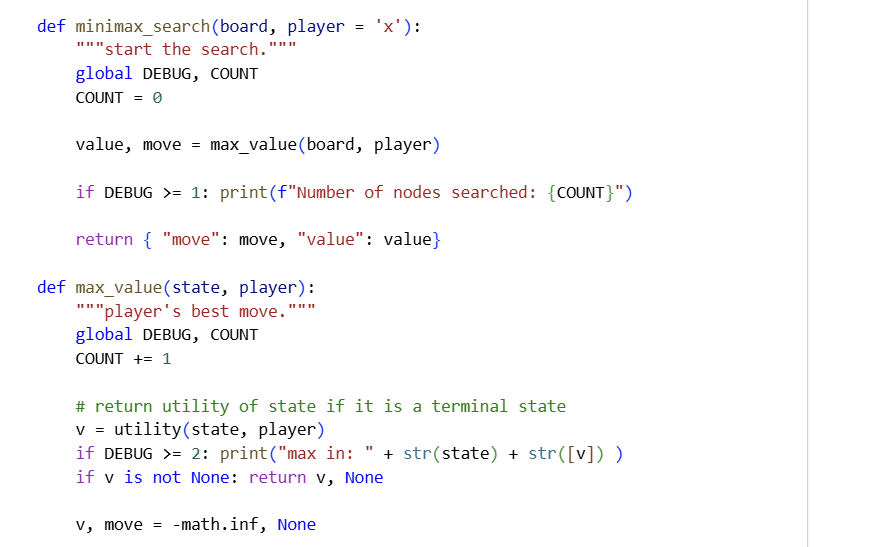 def minimax_search(board, player = 'x'):
    """start the search."""
    global DEBUG, COUNT
    COUNT = 0

    value, move = max_value(board, player)

    if DEBUG >= 1: print(f"Number of nodes searched: {COUNT}")

    return { "move": move, "value": value}

def max_value(state, player):
    """player's best move."""
    global DEBUG, COUNT
    COUNT += 1

    # return utility of state if it is a terminal state
    v = utility(state, player)
    if DEBUG >= 2: print("max in: " + str(state) + str([v]) )
    if v is not None: return v, None

    v, move = -math.inf, None